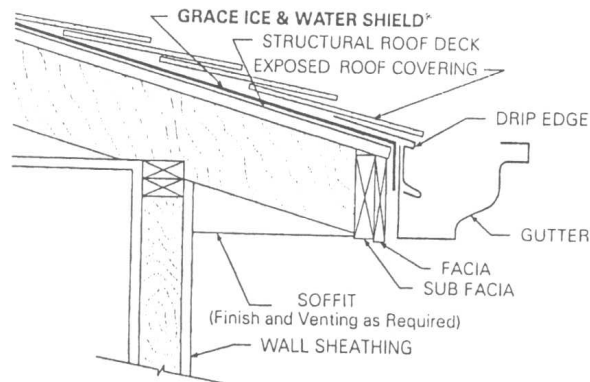 GRACE ICE & WATER SHIELD®
STRUCTURAL ROOF DECK
EXPOSED ROOF COVERING
DRIP EDGE
GUTTER
FACIA
SUB FACIA
SOFFIT
(Finish and Venting as Required)
WALL SHEATHING